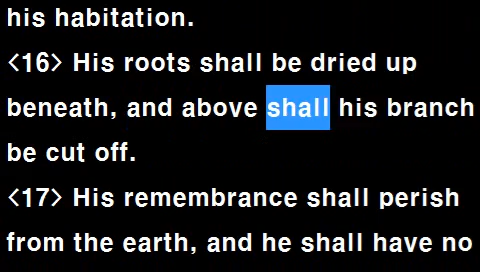 his habitation.
<16> His roots shall be dried up
beneath, and above shall his branch
be cut off.
<17> His remembrance shall perish
from the earth, and he shall have no